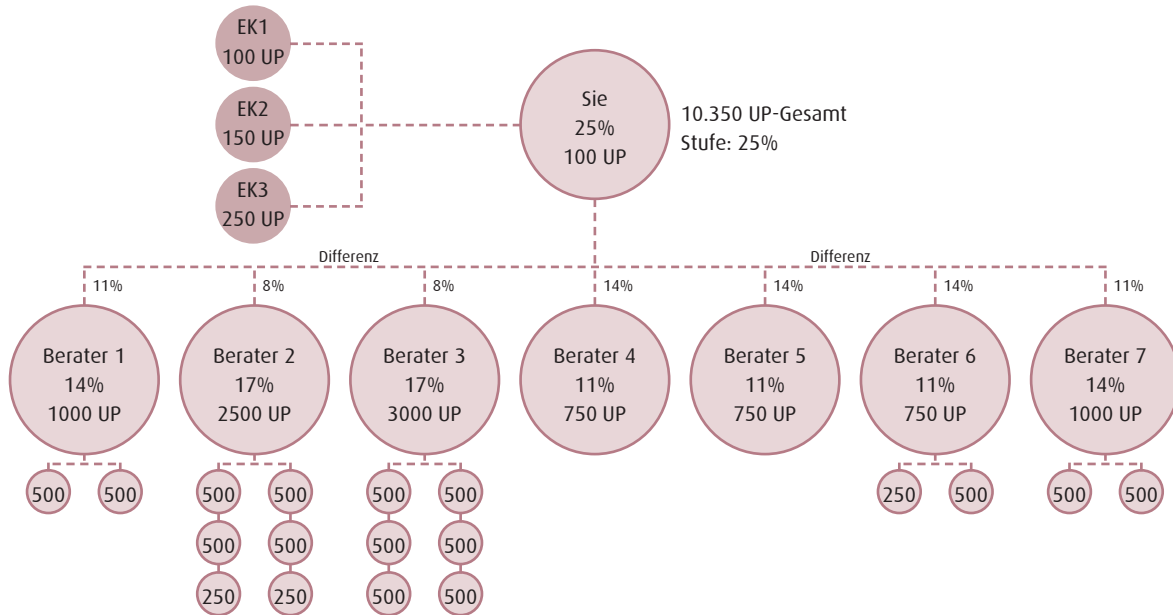 EK1
100 UP
EK2
150 UP
EK3
250 UP
Sie
25%
100 UP
10.350 UP-Gesamt
Stufe: 25%
Differenz
Differenz
11%
8%
8%
14%
14%
14%
11%
Berater 1
14%
1000 UP
Berater 2
17%
2500 UP
Berater 3
17%
3000 UP
Berater 4
11%
750 UP
Berater 5
11%
750 UP
Berater 6
11%
750 UP
Berater 7
14%
1000 UP
500 500
500 500
500 500
250 250
500 500
500 500
500 500
250 500
500 500